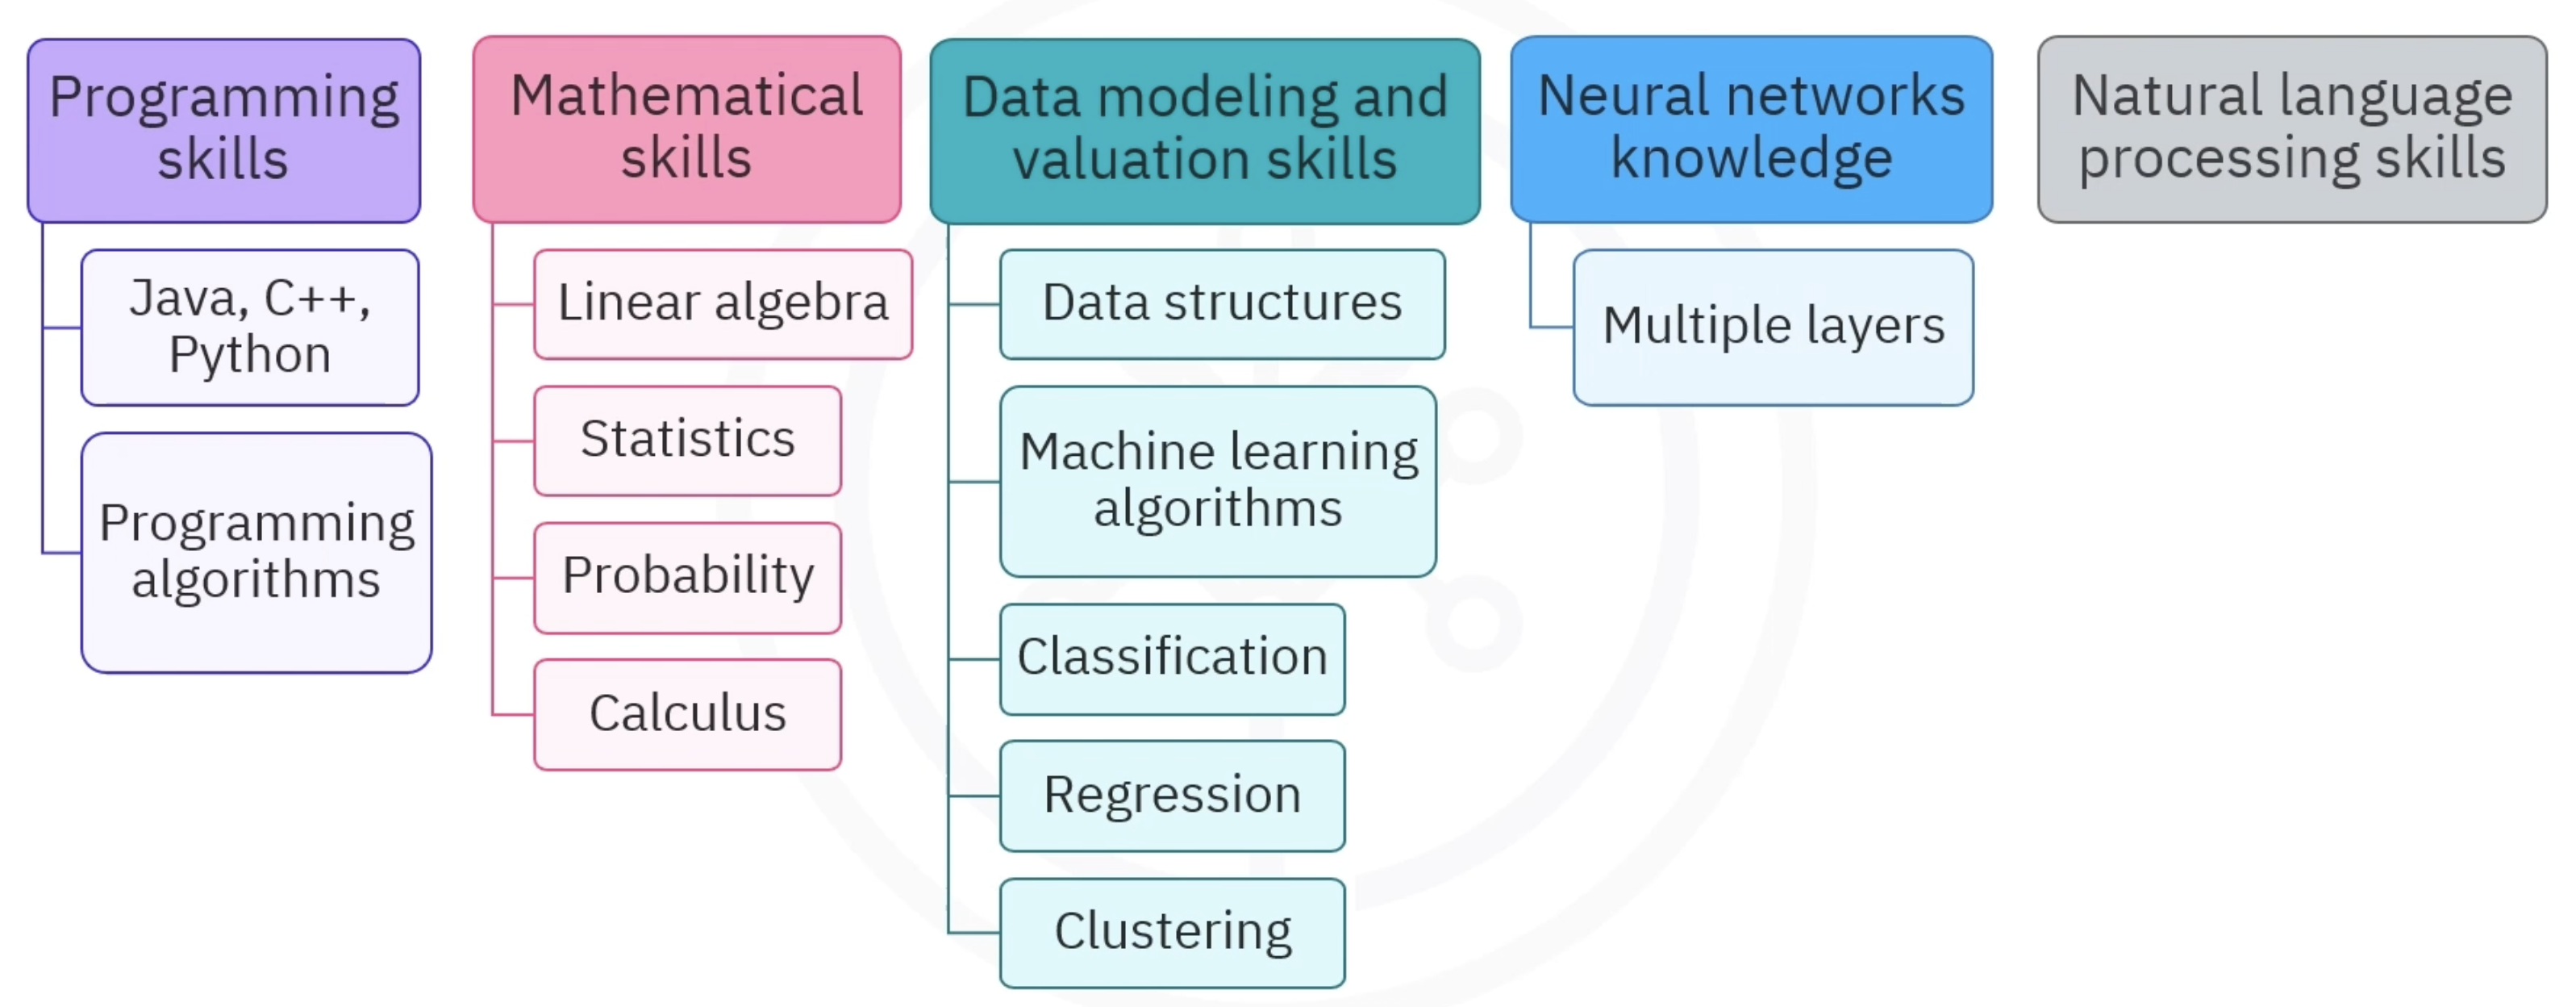 Programming
skills
Java, C++,
Python
Programming
algorithms
Mathematical
skills
Linear algebra
Statistics
Probability
Calculus
Data modeling and
valuation skills
Data structures
Machine learning
algorithms
Classification
Regression
Clustering
Neural networks
knowledge
Multiple layers
Natural language
processing skills